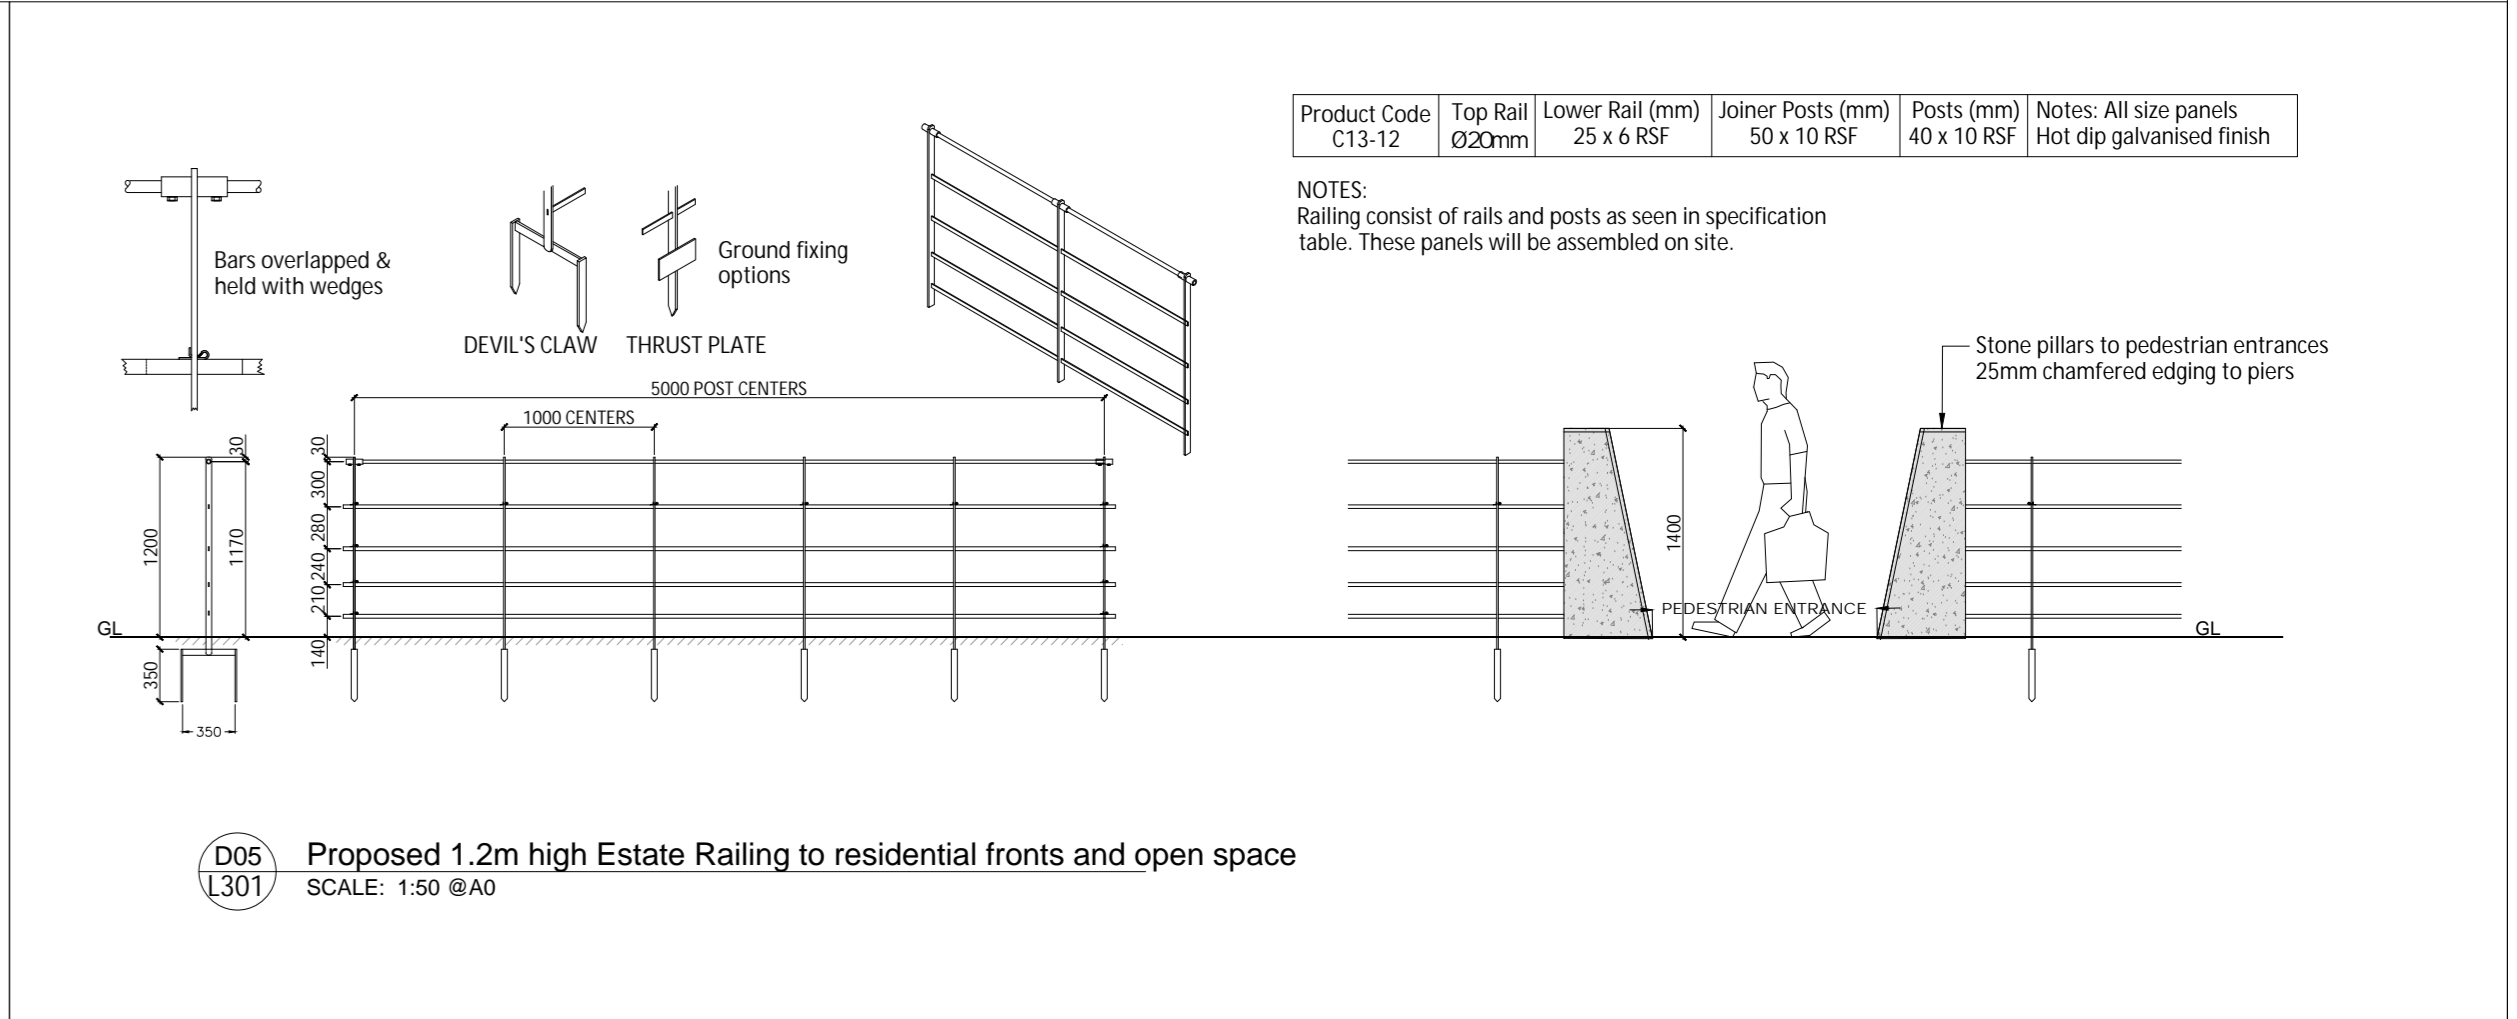 Product Code
C13-12
Top Rail
Ø20mm
Lower Rail (mm)
25 x 6 RSF
Joiner Posts (mm)
50 x 10 RSF
Posts (mm)
40 x 10 RSF
Notes: All size panels
Hot dip galvanised finish
NOTES:
Railing consist of rails and posts as seen in specification
table. These panels will be assembled on site.
Bars overlapped &
held with wedges
Ground fixing
options
DEVIL'S CLAW
THRUST PLATE
Stone pillars to pedestrian entrances
25mm chamfered edging to piers
5000 POST CENTERS
1000 CENTERS
30
1200
1170
350
350
GL
30
300
280
240
210
140
1400
PEDESTRIAN ENTRANCE
GL
D05
L301
Proposed 1.2m high Estate Railing to residential fronts and open space
SCALE: 1:50 @A0